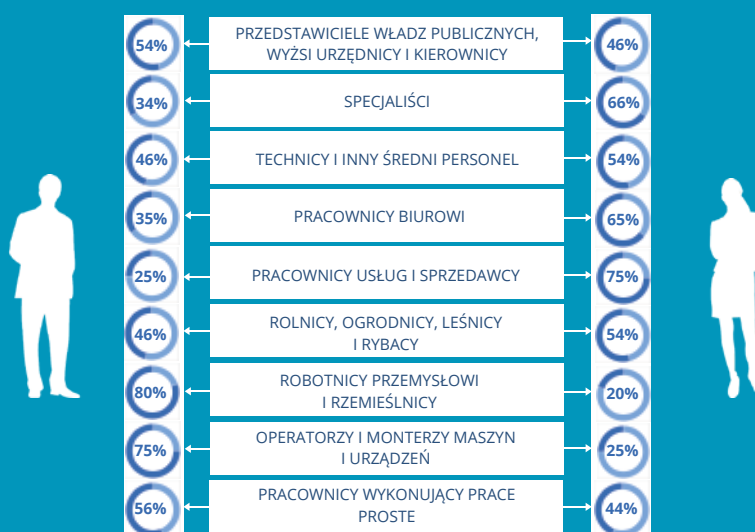 54%
PRZEDSTAWICIELE WŁADZ PUBLICZNYCH,
WYŻSI URZĘDNICY I KIEROWNICY
46%
34%
SPECJALIŚCI
66%
46%
TECHNICY I INNY ŚREDNI PERSONEL
54%
35%
PRACOWNICY BIUROWI
65%
25%
PRACOWNICY USŁUG I SPRZEDAWCY
75%
46%
ROLNICY, OGRODNICY, LEŚNICY
I RYBACY
54%
80%
ROBOTNICY PRZEMYSŁOWI
I RZEMIEŚLNICY
20%
75%
OPERATORZY I MONTERZY MASZYN
I URZĄDZEŃ
25%
56%
PRACOWNICY WYKONUJĄCY PRACE
PROSTE
44%